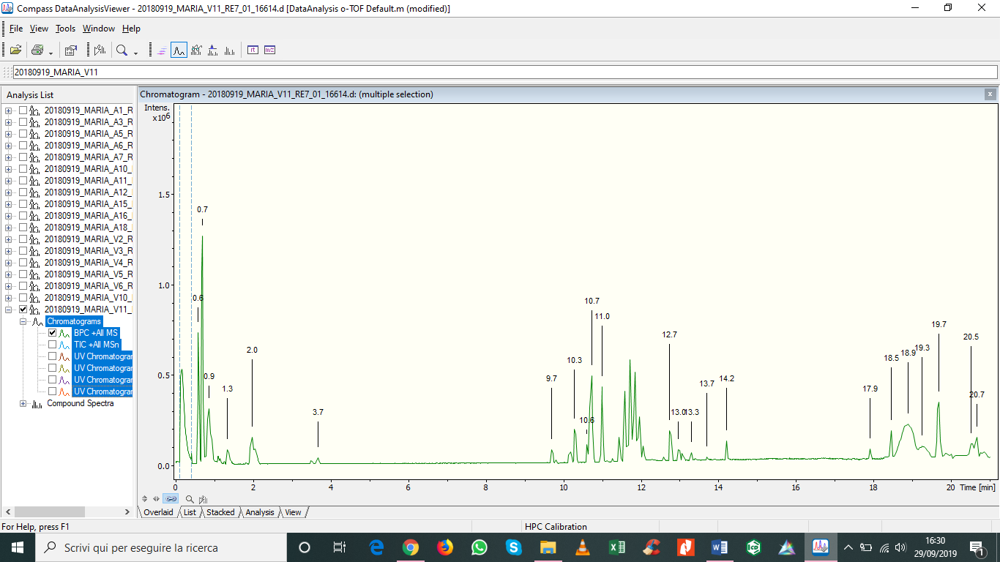 Compass DataAnalysisViewer - 20180919_MARIA_V11_RE7_01_16614.d [DataAnalysis o-TOF Default.m (modified)]
File View Tools Window Help
20180919_MARIA_V11
Analysis List
20180919_MARIA_A1_R
20180919_MARIA_A3_R
20180919_MARIA_A5_R
20180919_MARIA_A6_R
20180919_MARIA_A7_R
20180919_MARIA_A10_
20180919_MARIA_A11_
20180919_MARIA_A12_
20180919_MARIA_A15_
20180919_MARIA_A16_
20180919_MARIA_A18_
20180919_MARIA_V2_R
20180919_MARIA_V3_R
20180919_MARIA_V4_R
20180919_MARIA_V5_R
20180919_MARIA_V6_R
20180919_MARIA_V10_
20180919_MARIA_V11_
Chromatograms
BPC +All MS
TIC +All MSn
UV Chromatogram
UV Chromatogram
UV Chromatogram
UV Chromatogram
Compound Spectra
Chromatogram - 20180919_MARIA_V11_RE7_01_16614.d: (multiple selection)
Intens.
x10⁶
1.5
1.0
0.5
0.0
0.7
0.6
0.9
1.3
2.0
3.7
9.7
10.3
10.6
10.7
11.0
12.7
13.0
13.3
13.7
14.2
17.9
18.5
18.9
19.3
19.7
20.5
20.7
0 2 4 6 8 10 12 14 16 18 20 Time [min]
Overlaid List Stacked Analysis View
For Help, press F1
HPC Calibration
Scrivi qui per eseguire la ricerca
16:30
29/09/2019